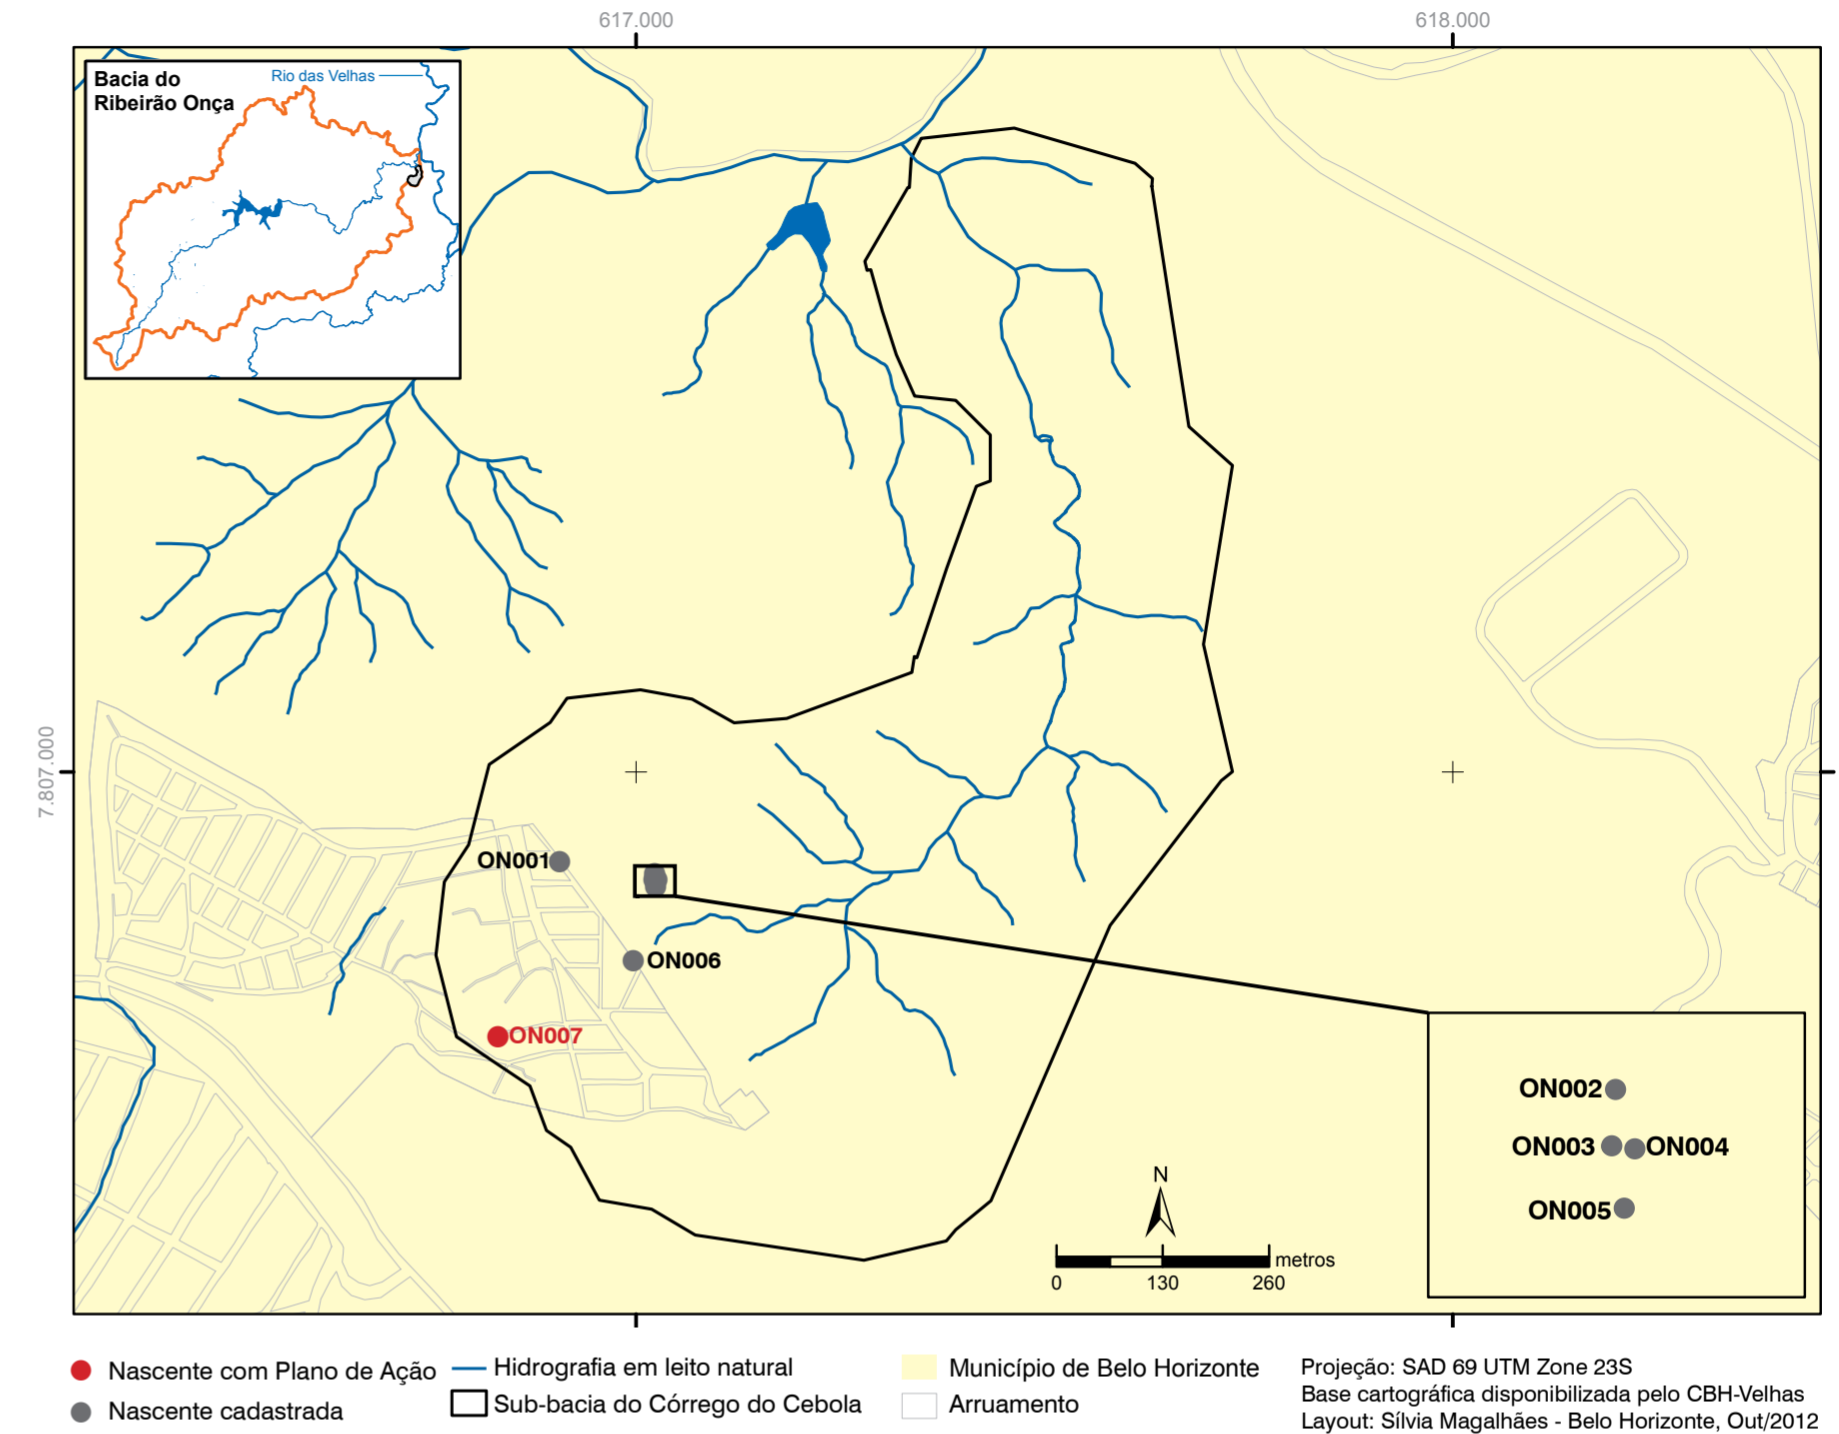 617.000
618.000
Bacia do
Ribeirão Onça
Rio das Velhas
7.807.000
ON001
ON006
ON007
ON002
ON003
ON004
ON005
N
metros
0
130
260
Nascente com Plano de Ação
Nascente cadastrada
Hidrografia em leito natural
Sub-bacia do Córrego do Cebola
Município de Belo Horizonte
Arruamento
Projeção: SAD 69 UTM Zone 23S
Base cartográfica disponibilizada pelo CBH-Velhas
Layout: Sílvia Magalhães - Belo Horizonte, Out/2012